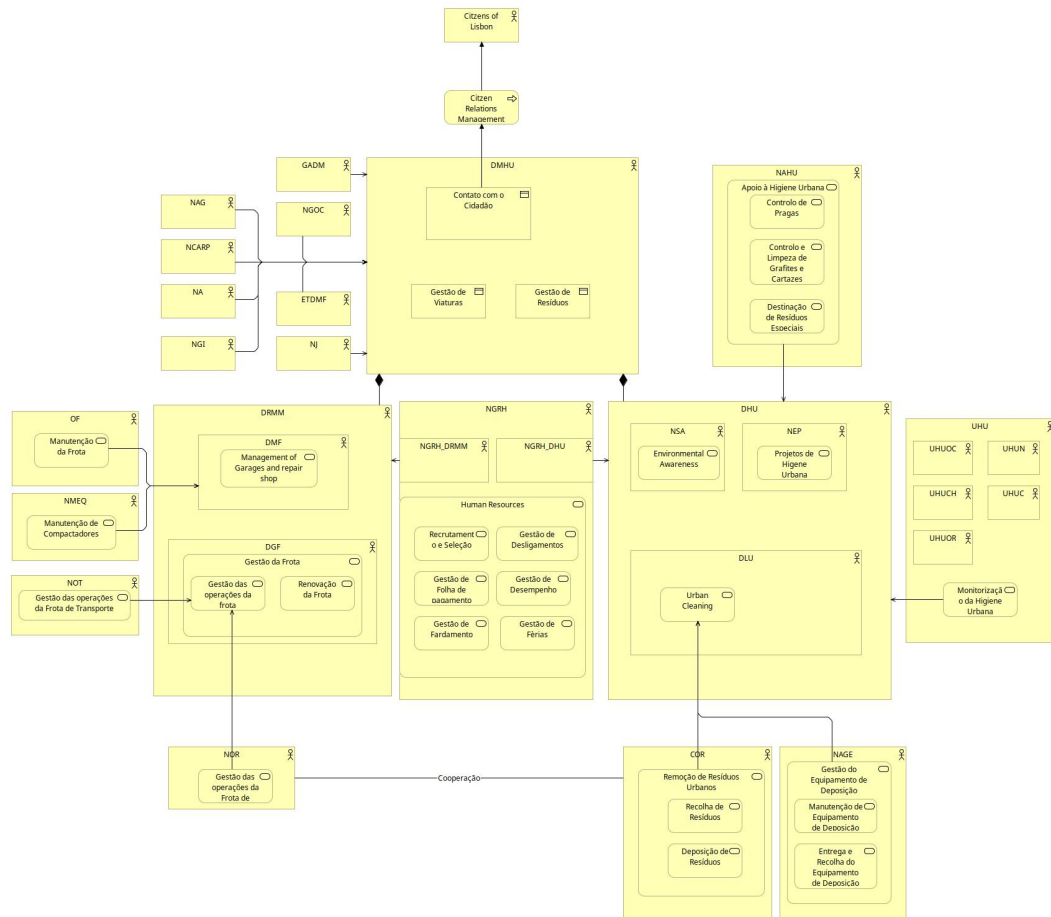 Citzens of
Lisbon
Citzen
Relations
Management
GADM
DMHU
NAHU
Contato com o
Cidadão
Apoio à Higiene Urbana
Controlo de
Pragas
NAG
NGOC
NCARP
Controlo e
Limpeza de
Grafites e
Cartazes
NA
ETDMF
Gestão de
Viaturas
Gestão de
Resíduos
Destinação
de Resíduos
Especiais
NGI
NJ
OF
Manutenção
da Frota
DRMM
DMF
Management of
Garages and repair
shop
NGRH
NGRH_DRMM
NGRH_DHU
DHU
NSA
Environmental
Awareness
NEP
Projetos de
Higene
Urbana
UHU
UHUOC
UHUN
UHUCH
UHUC
UHUOR
NMEQ
Manutenção de
Compactadores
Human Resources
Recrutament
o e Seleção
Gestão de
Desligamentos
DGF
Gestão da Frota
Gestão das
operações da
frota
Renovação
da Frota
Gestão de
Folha de
pagamento
Gestão de
Desempenho
Gestão de
Fardamento
Gestão de
Fèrias
DLU
Urban
Cleaning
NOT
Gestão das operações
da Frota de Transporte
Monitorizaçã
o da Higiene
Urbana
NOR
Gestão das
operações da
Frota de
Cooperação
COR
Remoção de Resíduos
Urbanos
Recolha de
Resíduos
Deposição de
Resíduos
NAGE
Gestão do
Equipamento de
Deposição
Manutenção de
Equipamento
de Deposição
Entrega e
Recolha do
Equipamento
de Deposição